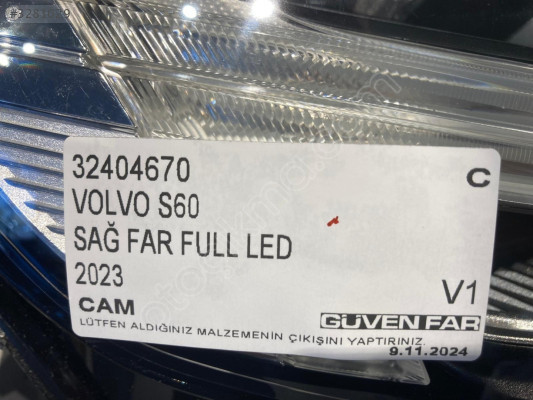 32404670 C
VOLVO S60
SAĞ FAR FULL LED
2023 V1
CAM GÜVEN FAR
LÜTFEN ALDIĞINIZ MALZEMENİN ÇIKIŞINI YAPTIRINIZ.
9.11.2024